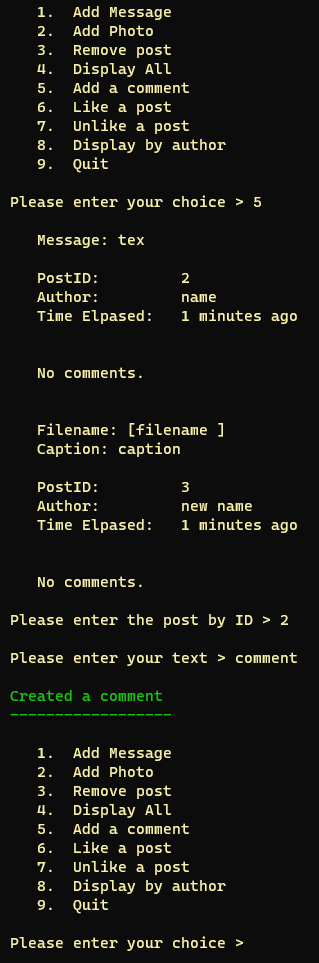 1. Add Message
2. Add Photo
3. Remove post
4. Display All
5. Add a comment
6. Like a post
7. Unlike a post
8. Display by author
9. Quit
Please enter your choice > 5
Message: tex
PostID: 2
Author: name
Time Elpased: 1 minutes ago
No comments.
Filename: [filename ]
Caption: caption
PostID: 3
Author: new name
Time Elpased: 1 minutes ago
No comments.
Please enter the post by ID > 2
Please enter your text > comment
Created a comment
------------------
1. Add Message
2. Add Photo
3. Remove post
4. Display All
5. Add a comment
6. Like a post
7. Unlike a post
8. Display by author
9. Quit
Please enter your choice >